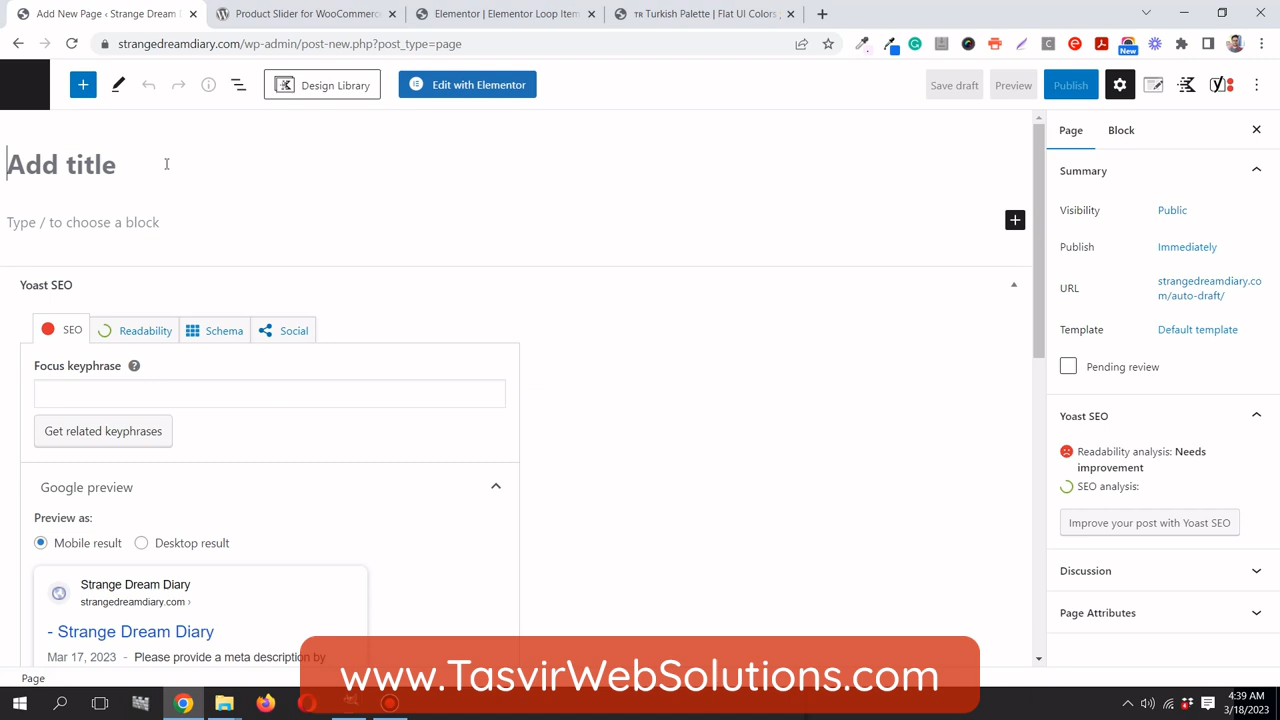 Add New Page ‹ Strange Dream D
WordPress Product Slider for WooCommerc
Elementor | Elementor Loop Item
TR Turkish Palette | Flat UI Colors
strangedreamdiary.com/wp-admin/post-new.php?post_type=page
New
Design Library
Edit with Elementor
Save draft
Preview
Publish
Page
Block
Add title
Type / to choose a block
Summary
Visibility
Public
Publish
Immediately
URL
strangedreamdiary.co
m/auto-draft/
Template
Default template
Pending review
Yoast SEO
SEO
Readability
Schema
Social
Focus keyphrase
Get related keyphrases
Google preview
Preview as:
Mobile result
Desktop result
Strange Dream Diary
strangedreamdiary.com ›
- Strange Dream Diary
Mar 17, 2023 - Please provide a meta description by
Yoast SEO
Readability analysis: Needs
improvement
SEO analysis:
Improve your post with Yoast SEO
Discussion
Page Attributes
www.TasvirWebSolutions.com
Page
4:39 AM
3/18/2023